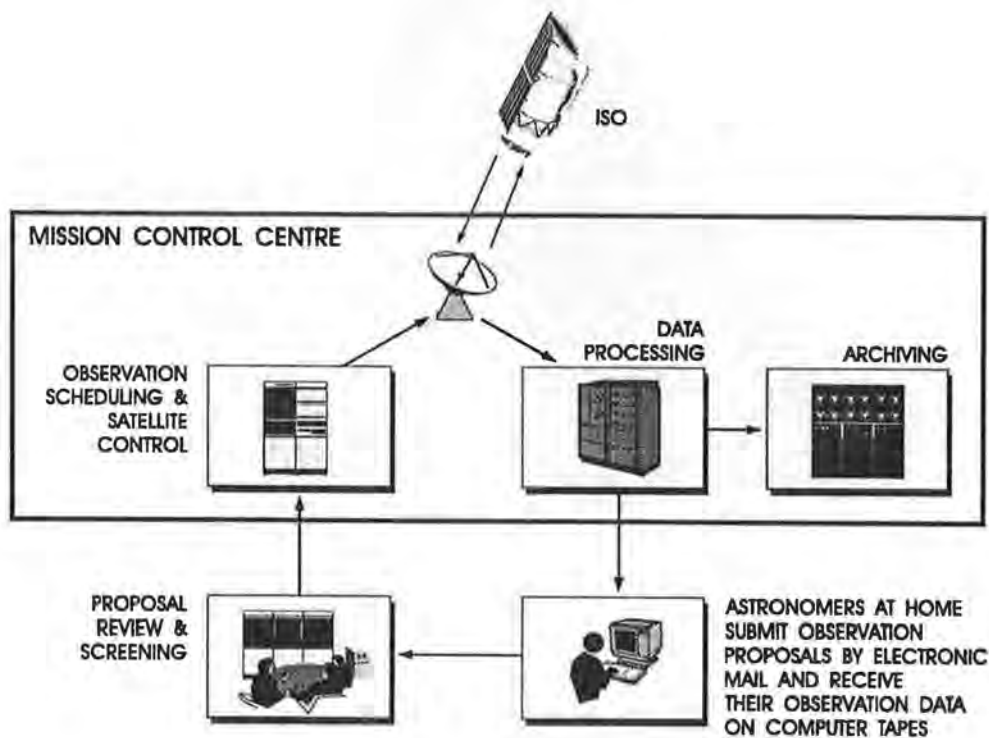 ISO
MISSION CONTROL CENTRE
OBSERVATION
SCHEDULING &
SATELLITE
CONTROL
DATA
PROCESSING
ARCHIVING
PROPOSAL
REVIEW &
SCREENING
ASTRONOMERS AT HOME
SUBMIT OBSERVATION
PROPOSALS BY ELECTRONIC
MAIL AND RECEIVE
THEIR OBSERVATION DATA
ON COMPUTER TAPES